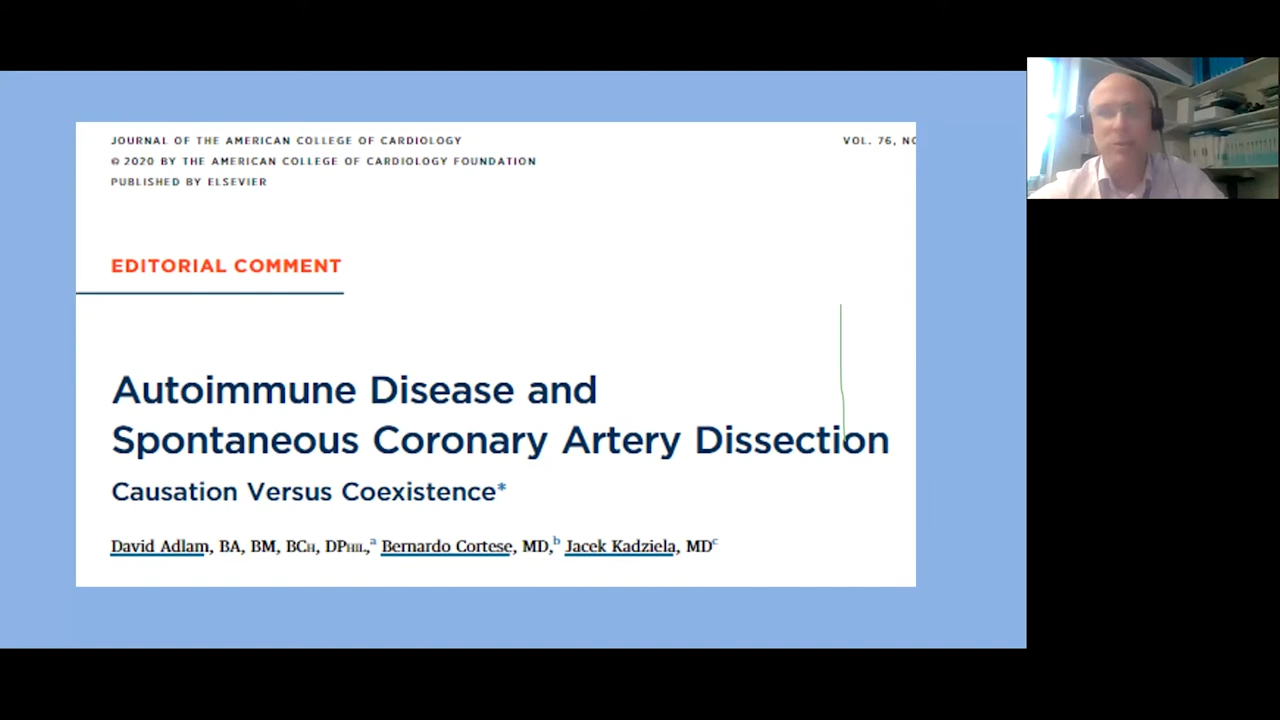 JOURNAL OF THE AMERICAN COLLEGE OF CARDIOLOGY
VOL. 76, NO
© 2020 BY THE AMERICAN COLLEGE OF CARDIOLOGY FOUNDATION
PUBLISHED BY ELSEVIER
EDITORIAL COMMENT
Autoimmune Disease and
Spontaneous Coronary Artery Dissection
Causation Versus Coexistence*
David Adlam, BA, BM, BCH, DPHIL,a Bernardo Cortese, MD,b Jacek Kadziela, MDc